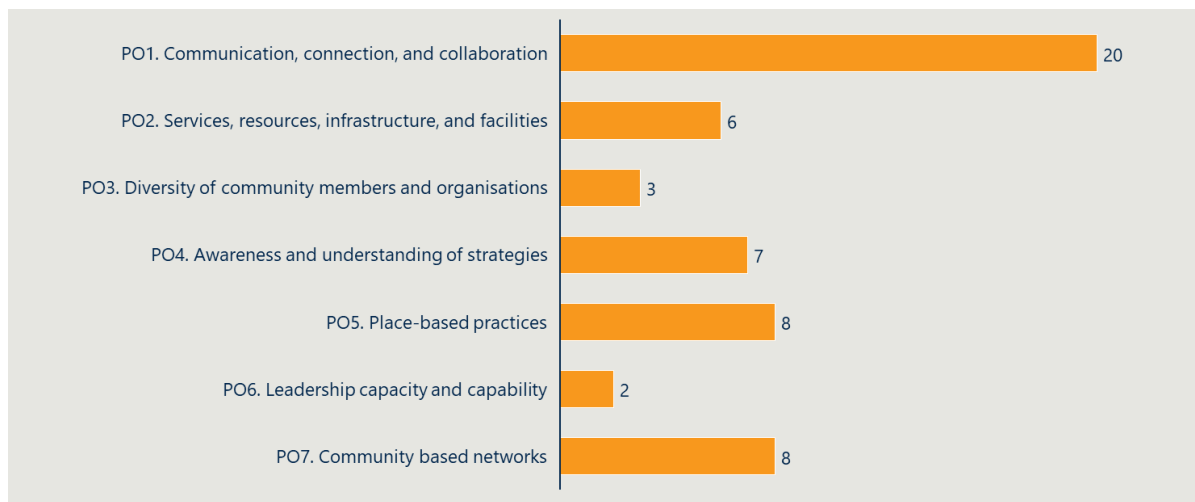 PO1. Communication, connection, and collaboration 20
PO2. Services, resources, infrastructure, and facilities 6
PO3. Diversity of community members and organisations 3
PO4. Awareness and understanding of strategies 7
PO5. Place-based practices 8
PO6. Leadership capacity and capability 2
PO7. Community based networks 8